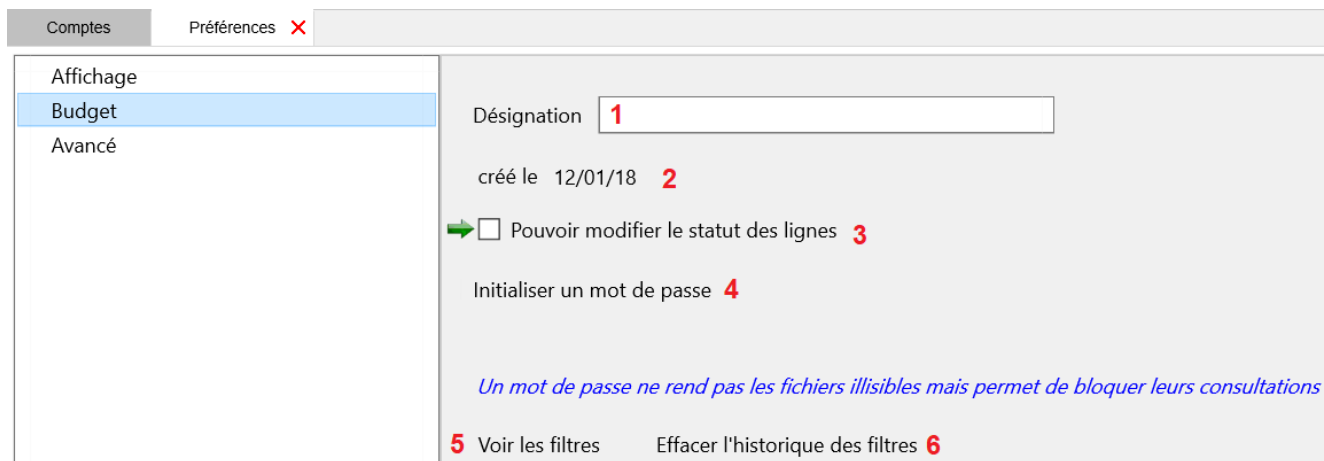 Comptes Préférences
Affichage
Budget
Avancé
Désignation 1
créé le 12/01/18 2
Pouvoir modifier le statut des lignes 3
Initialiser un mot de passe 4
Un mot de passe ne rend pas les fichiers illisibles mais permet de bloquer leurs consultations
5 Voir les filtres Effacer l'historique des filtres 6